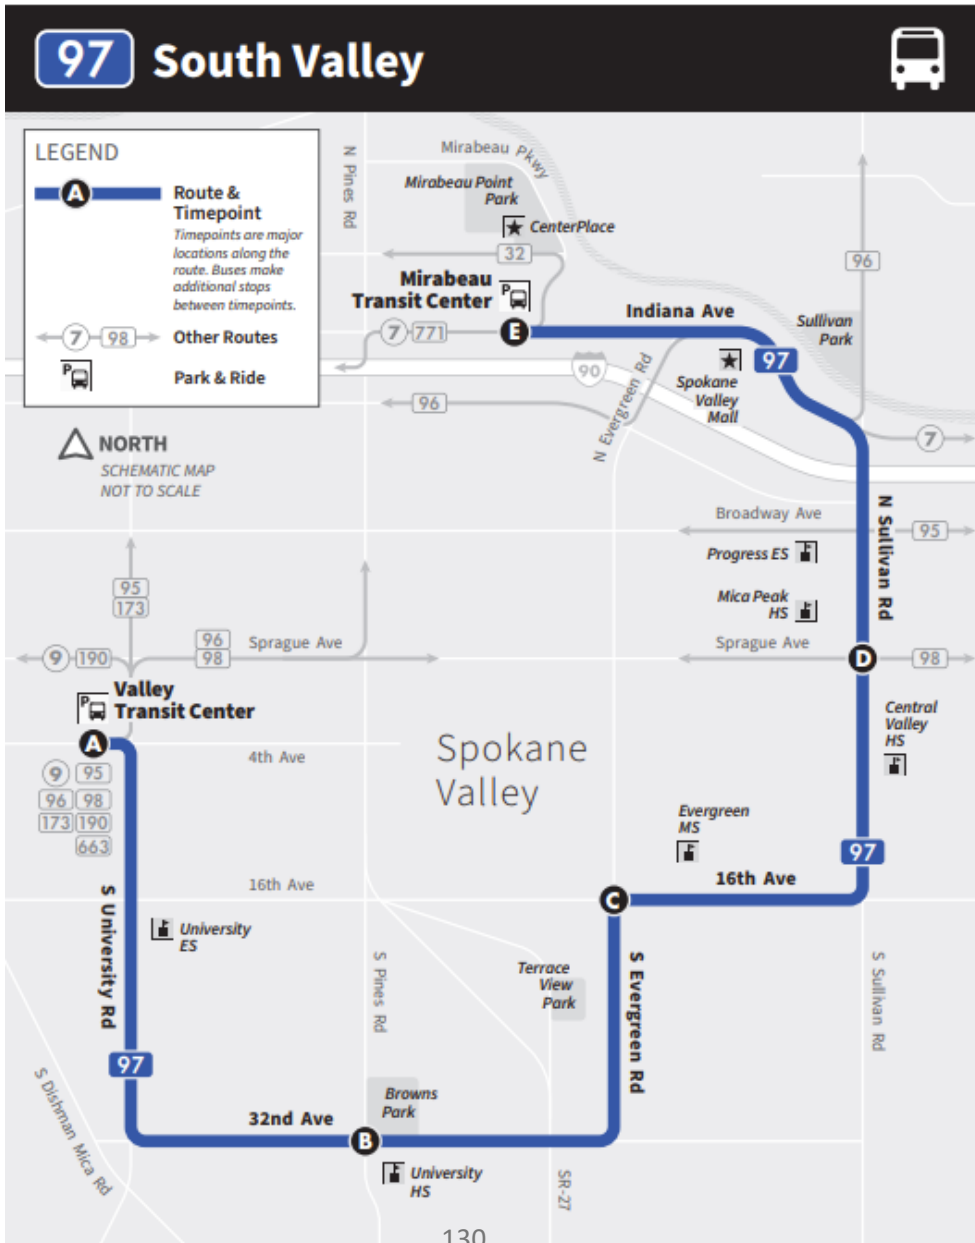 97 South Valley
LEGEND
A
Route &
Timepoint
Timepoints are major
locations along the
route. Buses make
additional stops
between timepoints.
7 98
Other Routes
P
Park & Ride
NORTH
SCHEMATIC MAP
NOT TO SCALE
N Pines Rd
Mirabeau Pkwy
Mirabeau Point
Park
CenterPlace
32
96
Mirabeau
Transit Center
P
E
7 771
Indiana Ave
Sullivan
Park
97
90
Spokane
Valley
Mall
N Evergreen Rd
96
7
Broadway Ave
95
N Sullivan Rd
Progress ES
Mica Peak
HS
Sprague Ave
D
98
95
173
96
98
Sprague Ave
9 190
P
Valley
Transit Center
A
9 95
96 98
173 190
663
4th Ave
Spokane
Valley
Central
Valley
HS
Evergreen
MS
97
16th Ave
16th Ave
C
S University Rd
University
ES
S Pines Rd
Terrace
View
Park
S Evergreen Rd
S Sullivan Rd
97
S Dishman Mica Rd
Browns
Park
32nd Ave
B
University
HS
SR-27
130